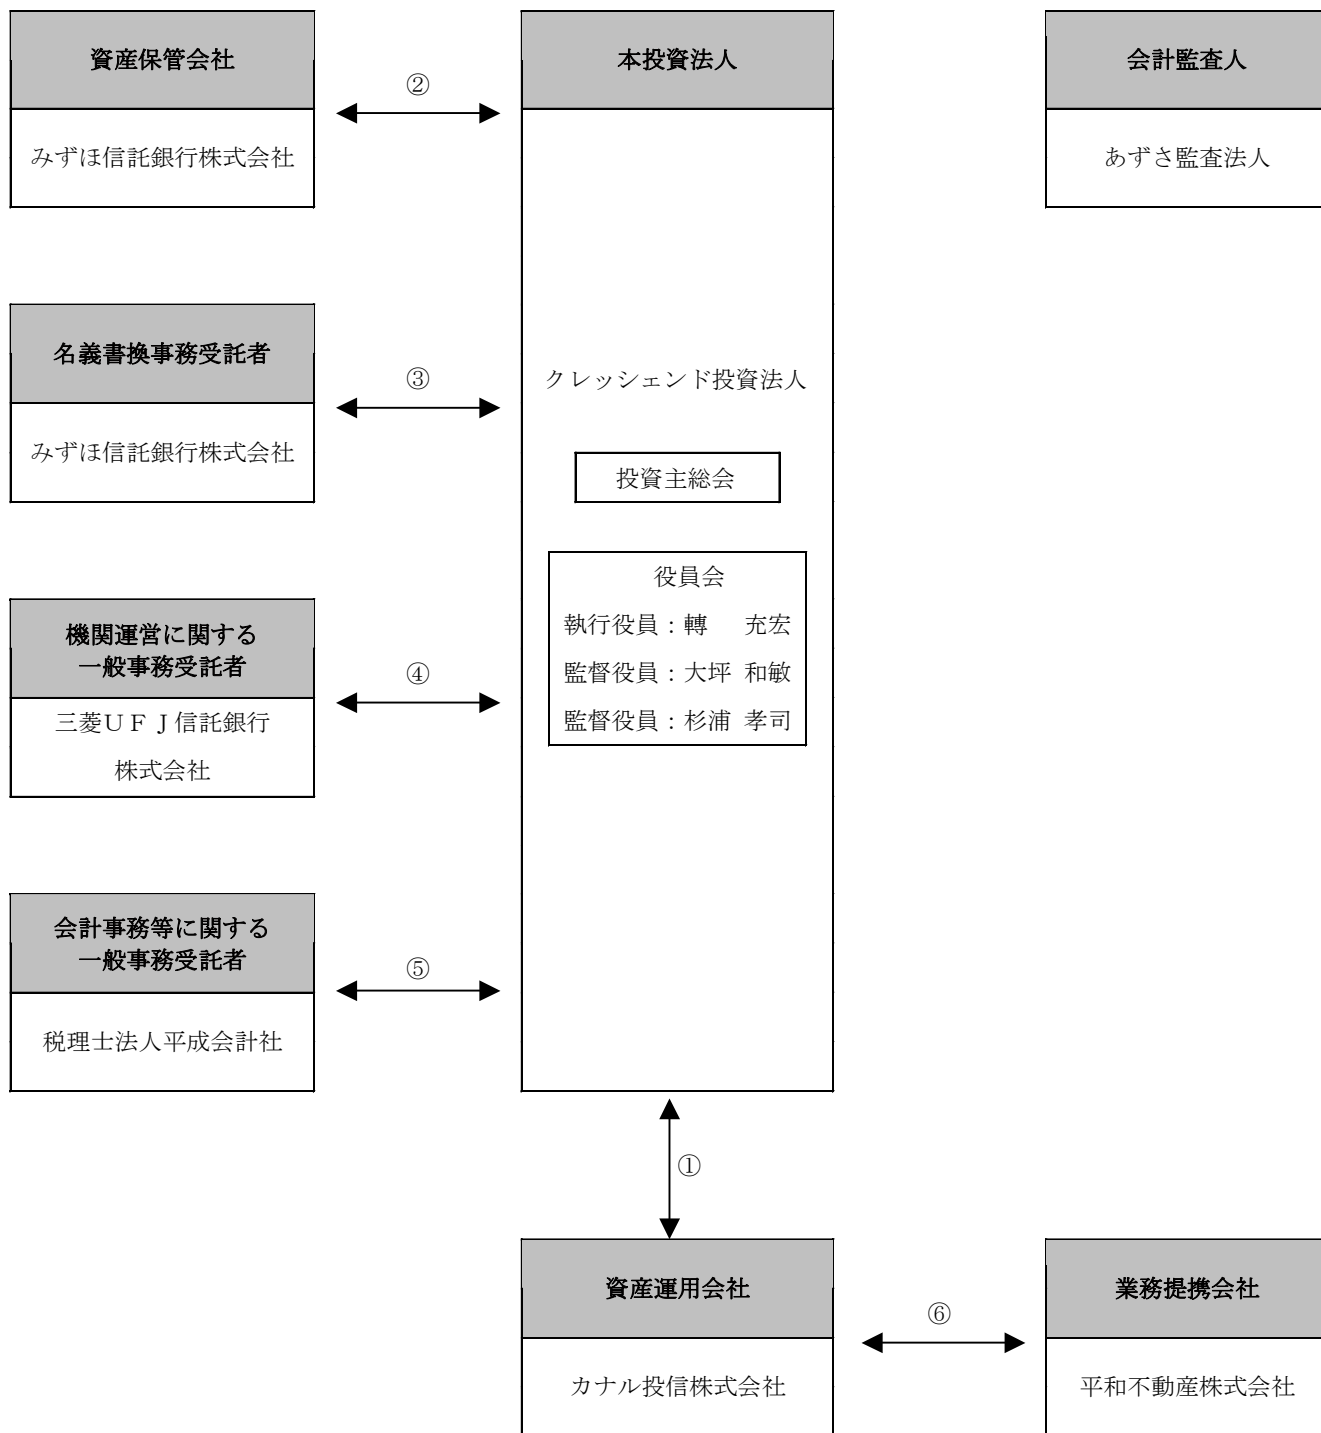 資産保管会社
みずほ信託銀行株式会社
②
本投資法人
会計監査人
あずさ監査法人
名義書換事務受託者
みずほ信託銀行株式会社
③
クレッシェンド投資法人
投資主総会
役員会
執行役員：轉　充宏
監督役員：大坪 和敏
監督役員：杉浦 孝司
機関運営に関する
一般事務受託者
三菱ＵＦＪ信託銀行
株式会社
④
会計事務等に関する
一般事務受託者
税理士法人平成会計社
⑤
①
資産運用会社
カナル投信株式会社
⑥
業務提携会社
平和不動産株式会社